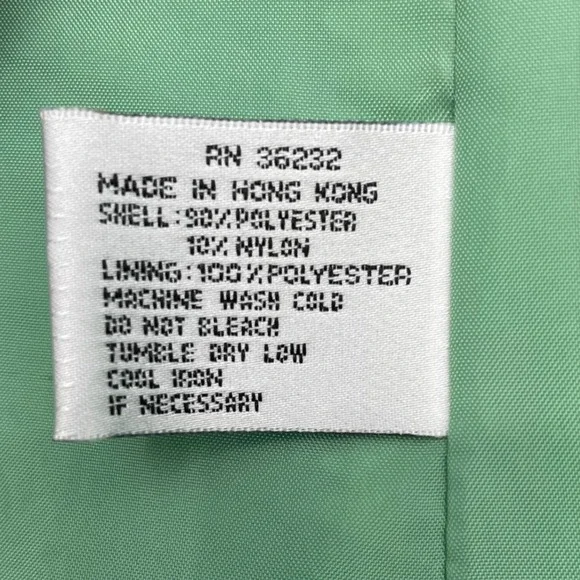 RN 36232
MADE IN HONG KONG
SHELL:90%POLYESTER
10% NYLON
LINING:100%POLYESTER
MACHINE WASH COLD
DO NOT BLEACH
TUMBLE DRY LOW
COOL IRON
IF NECESSARY